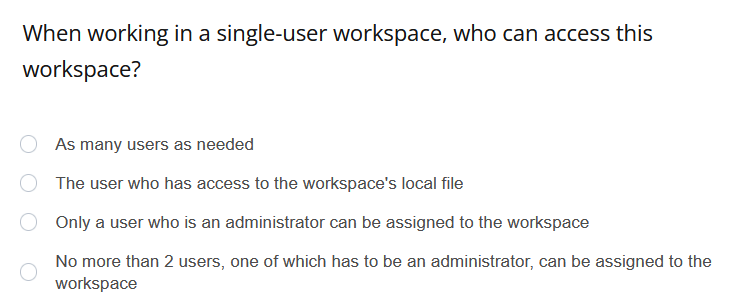 When working in a single-user workspace, who can access this
workspace?
As many users as needed
The user who has access to the workspace's local file
Only a user who is an administrator can be assigned to the workspace
No more than 2 users, one of which has to be an administrator, can be assigned to the
workspace